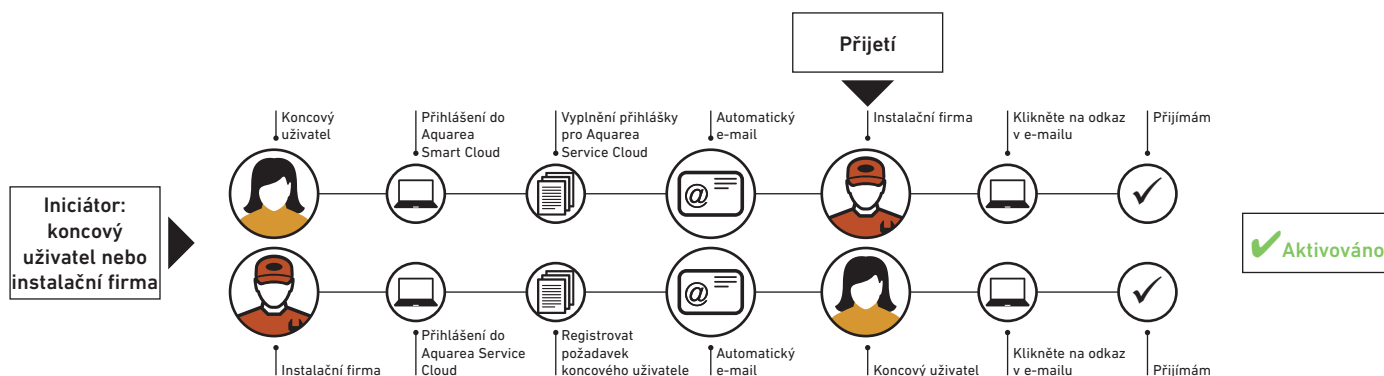 Přijetí
Koncový
uživatel
Přihlášení do
Aquarea
Smart Cloud
Vyplnění přihlášky
pro Aquarea
Service Cloud
Automatický
e-mail
Instalační firma
Klikněte na odkaz
v e-mailu
Přijímám
Iniciátor:
koncový
uživatel nebo
instalační firma
@
@
Aktivováno
Instalační firma
Přihlášení do
Aquarea Service
Cloud
Registrovat
požadavek
koncového uživatele
Automatický
e-mail
Koncový uživatel
Klikněte na odkaz
v e-mailu
Přijímám